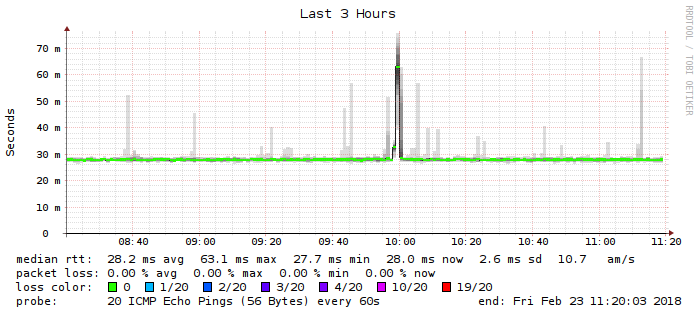 Last 3 Hours
RRDTOOL / TOBI OETIKER
Seconds
70 m
60 m
50 m
40 m
30 m
20 m
10 m
0
08:40 09:00 09:20 09:40 10:00 10:20 10:40 11:00 11:20
median rtt: 28.2 ms avg 63.1 ms max 27.7 ms min 28.0 ms now 2.6 ms sd 10.7 am/s
packet loss: 0.00 % avg 0.00 % max 0.00 % min 0.00 % now
loss color: 0 1/20 2/20 3/20 4/20 10/20 19/20
probe: 20 ICMP Echo Pings (56 Bytes) every 60s end: Fri Feb 23 11:20:03 2018